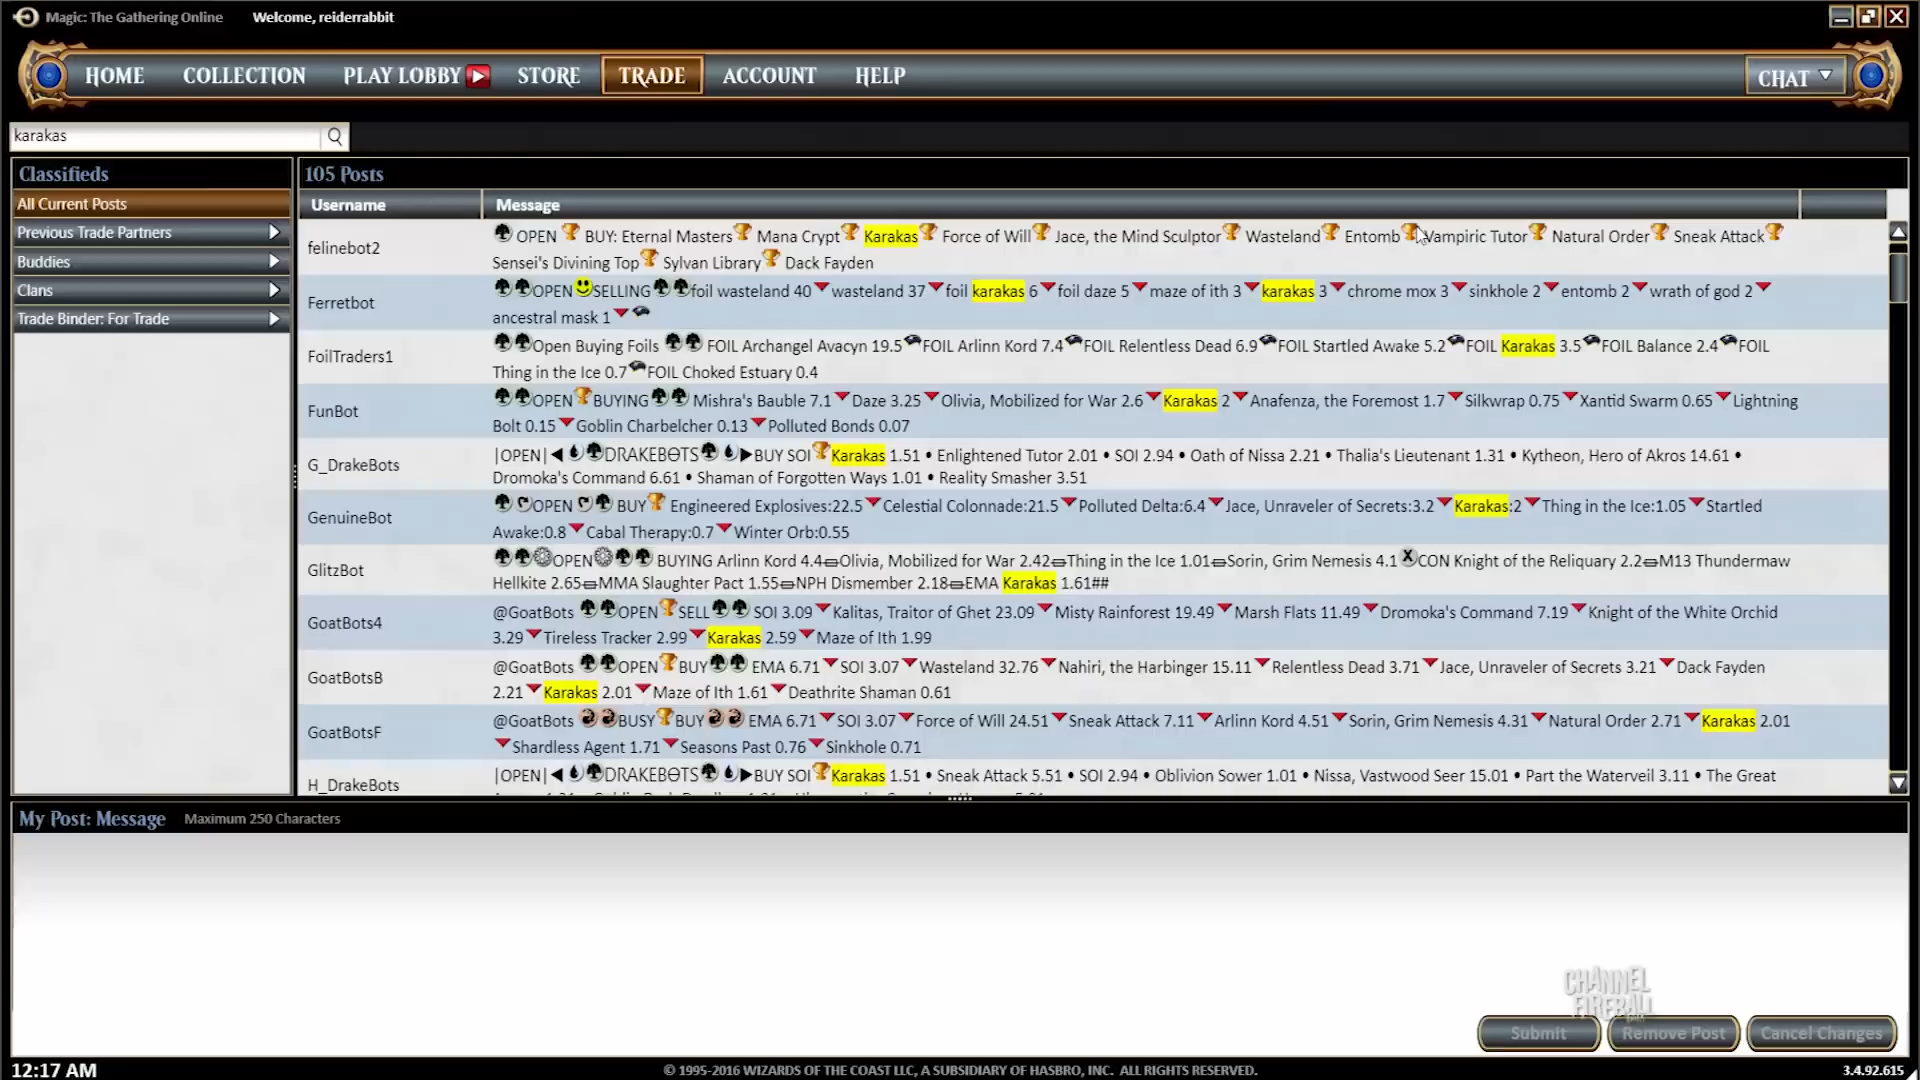 Magic: The Gathering Online Welcome, reiderrabbit
HOME COLLECTION PLAY LOBBY STORE TRADE ACCOUNT HELP CHAT
karakas
Classifieds
All Current Posts
Previous Trade Partners
Buddies
Clans
Trade Binder: For Trade
105 Posts
Username Message
felinebot2 OPEN BUY: Eternal Masters Mana Crypt Karakas Force of Will Jace, the Mind Sculptor Wasteland Entomb Vampiric Tutor Natural Order Sneak Attack
Sensei's Divining Top Sylvan Library Dack Fayden
Ferretbot OPEN SELLING foil wasteland 40 wasteland 37 foil karakas 6 foil daze 5 maze of ith 3 karakas 3 chrome mox 3 sinkhole 2 entomb 2 wrath of god 2
ancestral mask 1
FoilTraders1 Open Buying Foils FOIL Archangel Avacyn 19.5 FOIL Arlinn Kord 7.4 FOIL Relentless Dead 6.9 FOIL Startled Awake 5.2 FOIL Karakas 3.5 FOIL Balance 2.4 FOIL
Thing in the Ice 0.7 FOIL Choked Estuary 0.4
FunBot OPEN BUYING Mishra's Bauble 7.1 Daze 3.25 Olivia, Mobilized for War 2.6 Karakas 2 Anafenza, the Foremost 1.7 Silkwrap 0.75 Xantid Swarm 0.65 Lightning
Bolt 0.15 Goblin Charbelcher 0.13 Polluted Bonds 0.07
G_DrakeBots |OPEN| ◀ DRAKEBΘTS ▶ BUY SOI Karakas 1.51 • Enlightened Tutor 2.01 • SOI 2.94 • Oath of Nissa 2.21 • Thalia's Lieutenant 1.31 • Kytheon, Hero of Akros 14.61 •
Dromoka's Command 6.61 • Shaman of Forgotten Ways 1.01 • Reality Smasher 3.51
GenuineBot OPEN BUY Engineered Explosives:22.5 Celestial Colonnade:21.5 Polluted Delta:6.4 Jace, Unraveler of Secrets:3.2 Karakas:2 Thing in the Ice:1.05 Startled
Awake:0.8 Cabal Therapy:0.7 Winter Orb:0.55
GlitzBot OPEN BUYING Arlinn Kord 4.4 Olivia, Mobilized for War 2.42 Thing in the Ice 1.01 Sorin, Grim Nemesis 4.1 X CON Knight of the Reliquary 2.2 M13 Thundermaw
Hellkite 2.65 MMA Slaughter Pact 1.55 NPH Dismember 2.18 EMA Karakas 1.61##
GoatBots4 @GoatBots OPEN SELL SOI 3.09 Kalitas, Traitor of Ghet 23.09 Misty Rainforest 19.49 Marsh Flats 11.49 Dromoka's Command 7.19 Knight of the White Orchid
3.29 Tireless Tracker 2.99 Karakas 2.59 Maze of Ith 1.99
GoatBotsB @GoatBots OPEN BUY EMA 6.71 SOI 3.07 Wasteland 32.76 Nahiri, the Harbinger 15.11 Relentless Dead 3.71 Jace, Unraveler of Secrets 3.21 Dack Fayden
2.21 Karakas 2.01 Maze of Ith 1.61 Deathrite Shaman 0.61
GoatBotsF @GoatBots BUSY BUY EMA 6.71 SOI 3.07 Force of Will 24.51 Sneak Attack 7.11 Arlinn Kord 4.51 Sorin, Grim Nemesis 4.31 Natural Order 2.71 Karakas 2.01
Shardless Agent 1.71 Seasons Past 0.76 Sinkhole 0.71
H_DrakeBots |OPEN| ◀ DRAKEBΘTS ▶ BUY SOI Karakas 1.51 • Sneak Attack 5.51 • SOI 2.94 • Oblivion Sower 1.01 • Nissa, Vastwood Seer 15.01 • Part the Waterveil 3.11 • The Great
My Post: Message Maximum 250 Characters
CHANNEL
FIREBALL
Submit Remove Post Cancel Changes
12:17 AM © 1995-2016 WIZARDS OF THE COAST LLC, A SUBSIDIARY OF HASBRO, INC. ALL RIGHTS RESERVED. 3.4.92.615